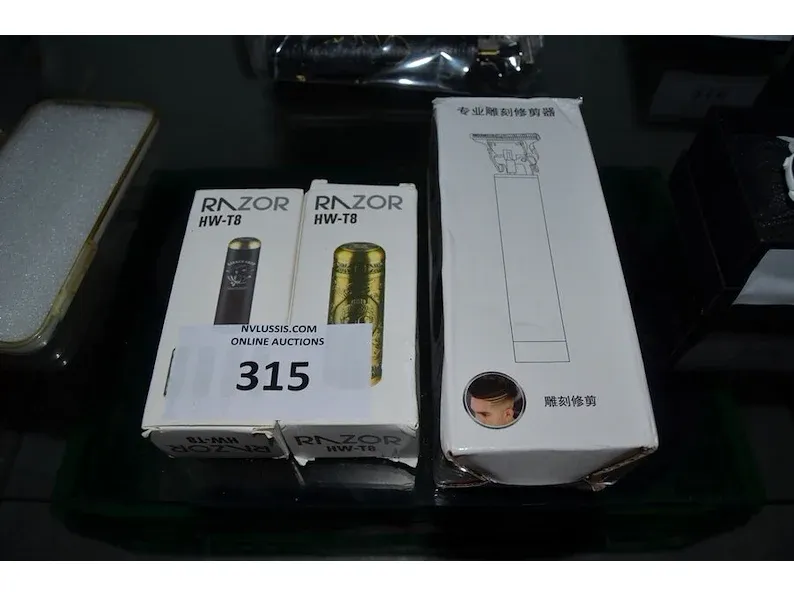 专业雕刻修剪器
RAZOR
HW-T8
RAZOR
HW-T8
NVLUSSIS.COM
ONLINE AUCTIONS
315
雕刻修剪
RAZOR
HW-T8
RAZOR
HW-T8